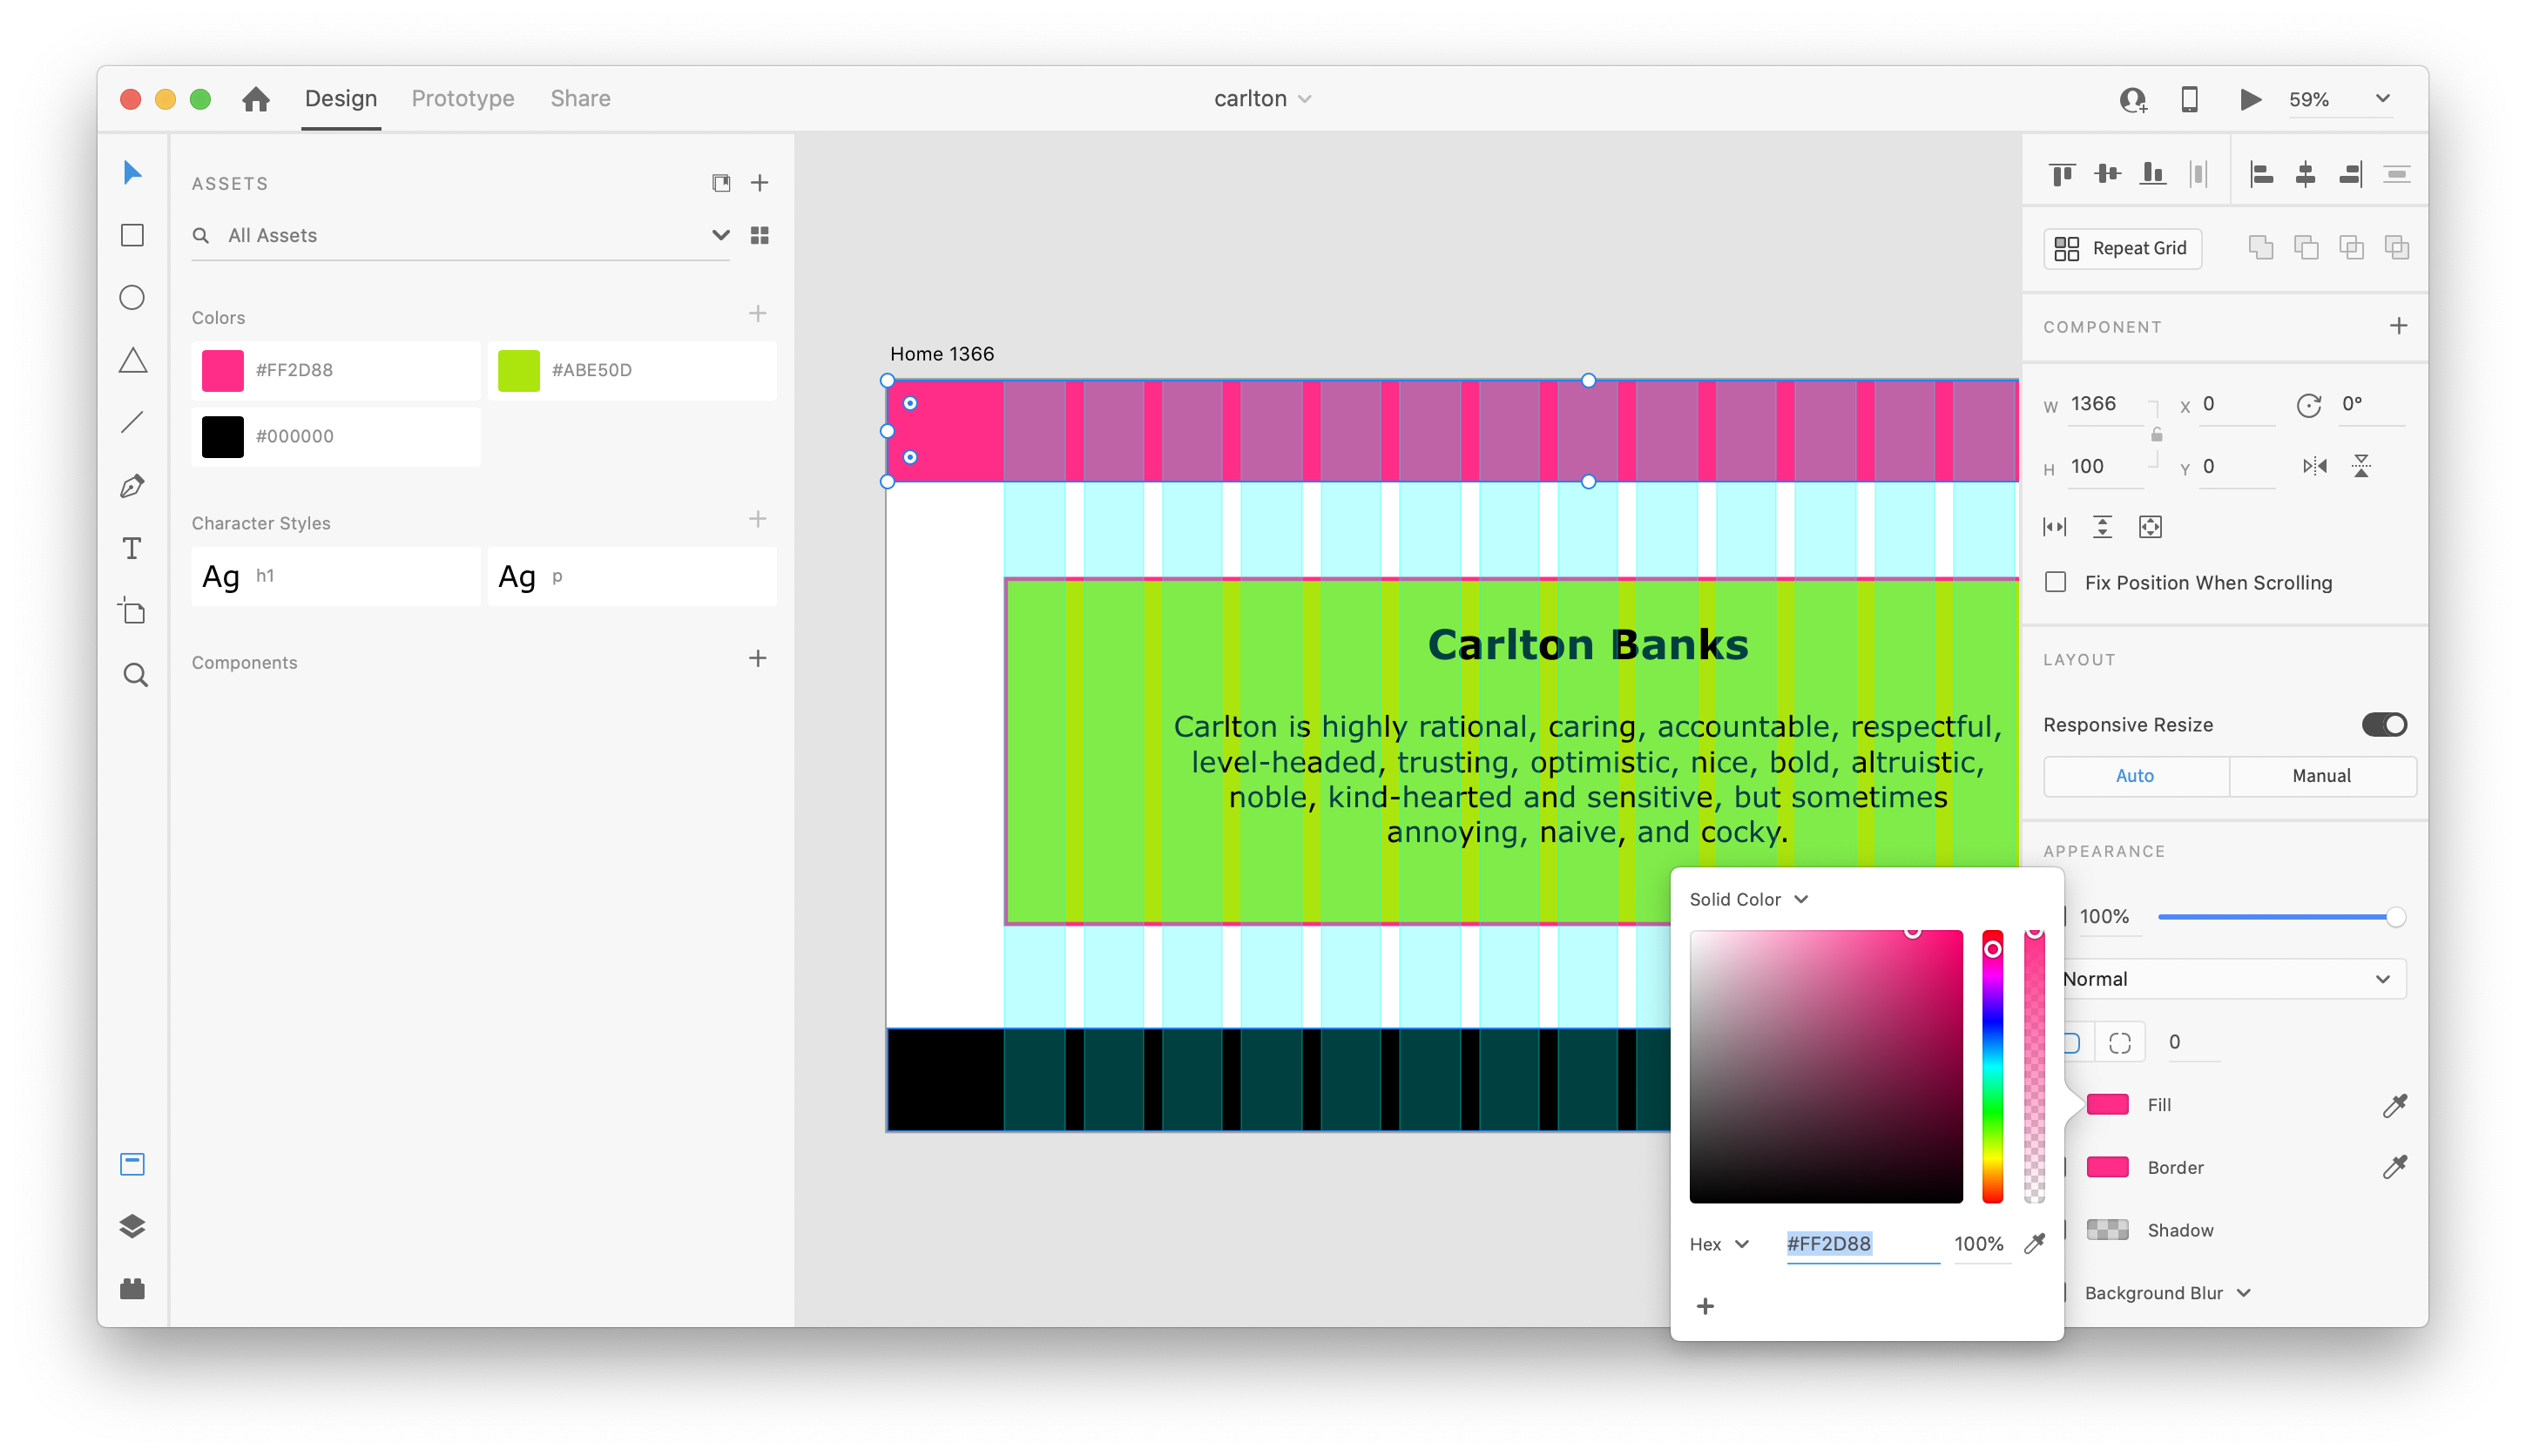 Design Prototype Share
carlton
59%
ASSETS
All Assets
Colors
#FF2D88
#ABE50D
#000000
Character Styles
Ag h1
Ag p
Components
Home 1366
Carlton Banks
Carlton is highly rational, caring, accountable, respectful,
level-headed, trusting, optimistic, nice, bold, altruistic,
noble, kind-hearted and sensitive, but sometimes
annoying, naive, and cocky.
Solid Color
Hex #FF2D88 100%
Repeat Grid
COMPONENT
W 1366 X 0 0°
H 100 Y 0
Fix Position When Scrolling
LAYOUT
Responsive Resize
Auto Manual
APPEARANCE
100%
Normal
0
Fill
Border
Shadow
Background Blur
T